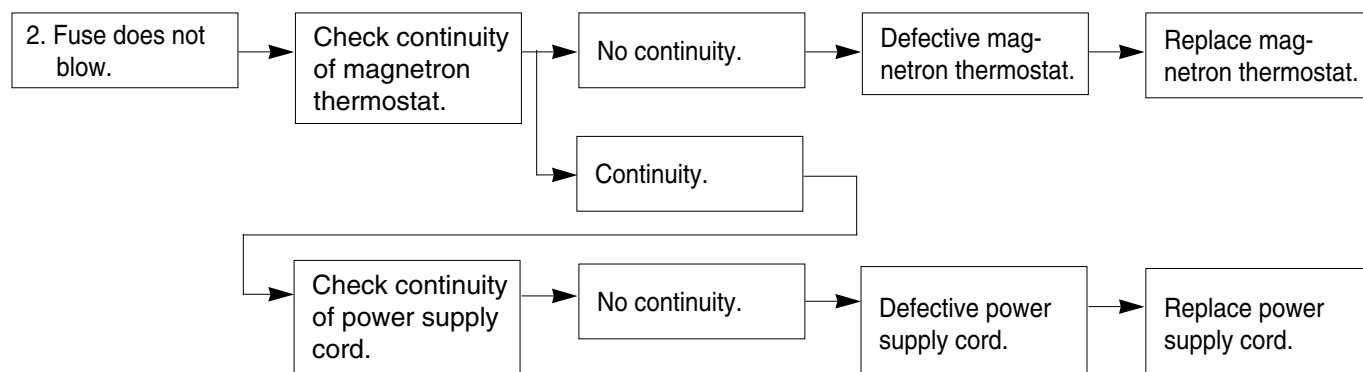 2. Fuse does not
blow.
Check continuity
of magnetron
thermostat.
No continuity.
Defective mag-
netron thermostat.
Replace mag-
netron thermostat.
Continuity.
Check continuity
of power supply
cord.
No continuity.
Defective power
supply cord.
Replace power
supply cord.